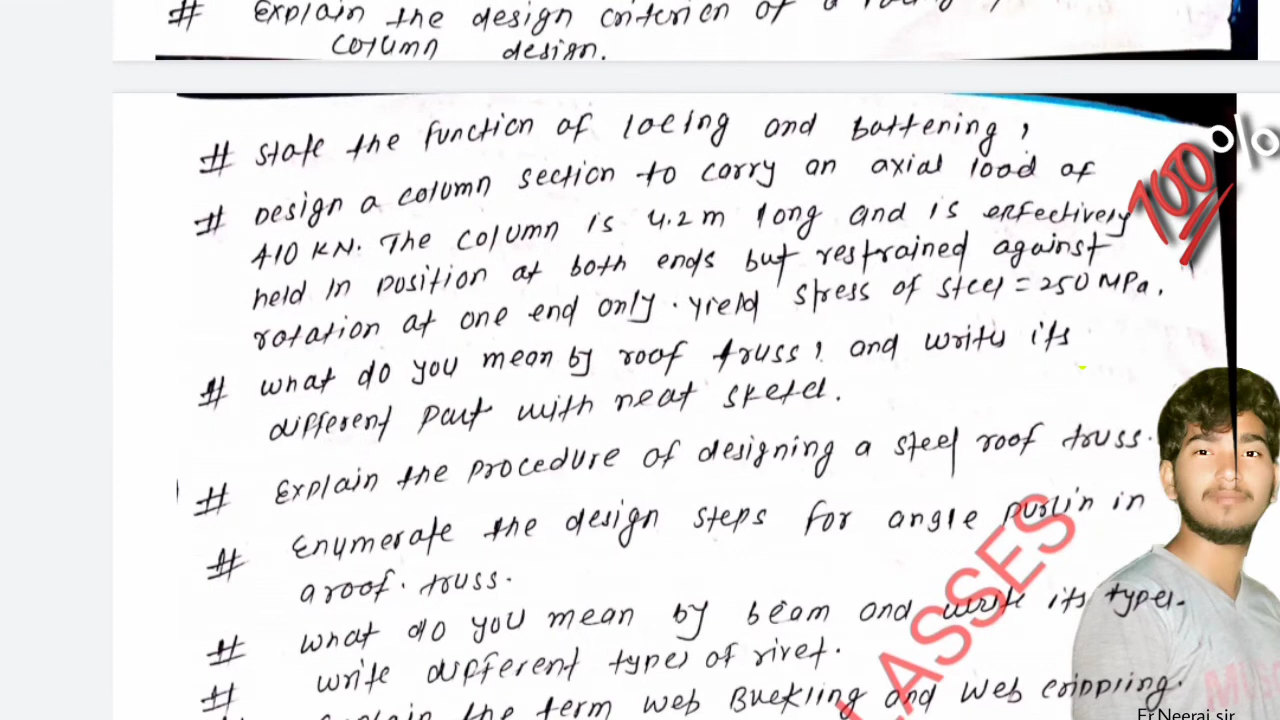 # Explain the design criterion of a
column design.
# State the function of lacing and battening?
# Design a column section to carry an axial load of
410 KN. The column is 4.2 m long and is effectively
held in position at both ends but restrained against
rotation at one end only. yield stress of steel = 250 MPa.
# what do you mean by roof truss? and write its
different part with neat sketch.
# Explain the procedure of designing a steel roof truss.
# Enumerate the design steps for angle purlin in
a roof truss.
# what do you mean by beam and write its types.
# write different types of rivet.
the term web Buckling and web crippling.
100%
LASSES
Er.Neeraj sir